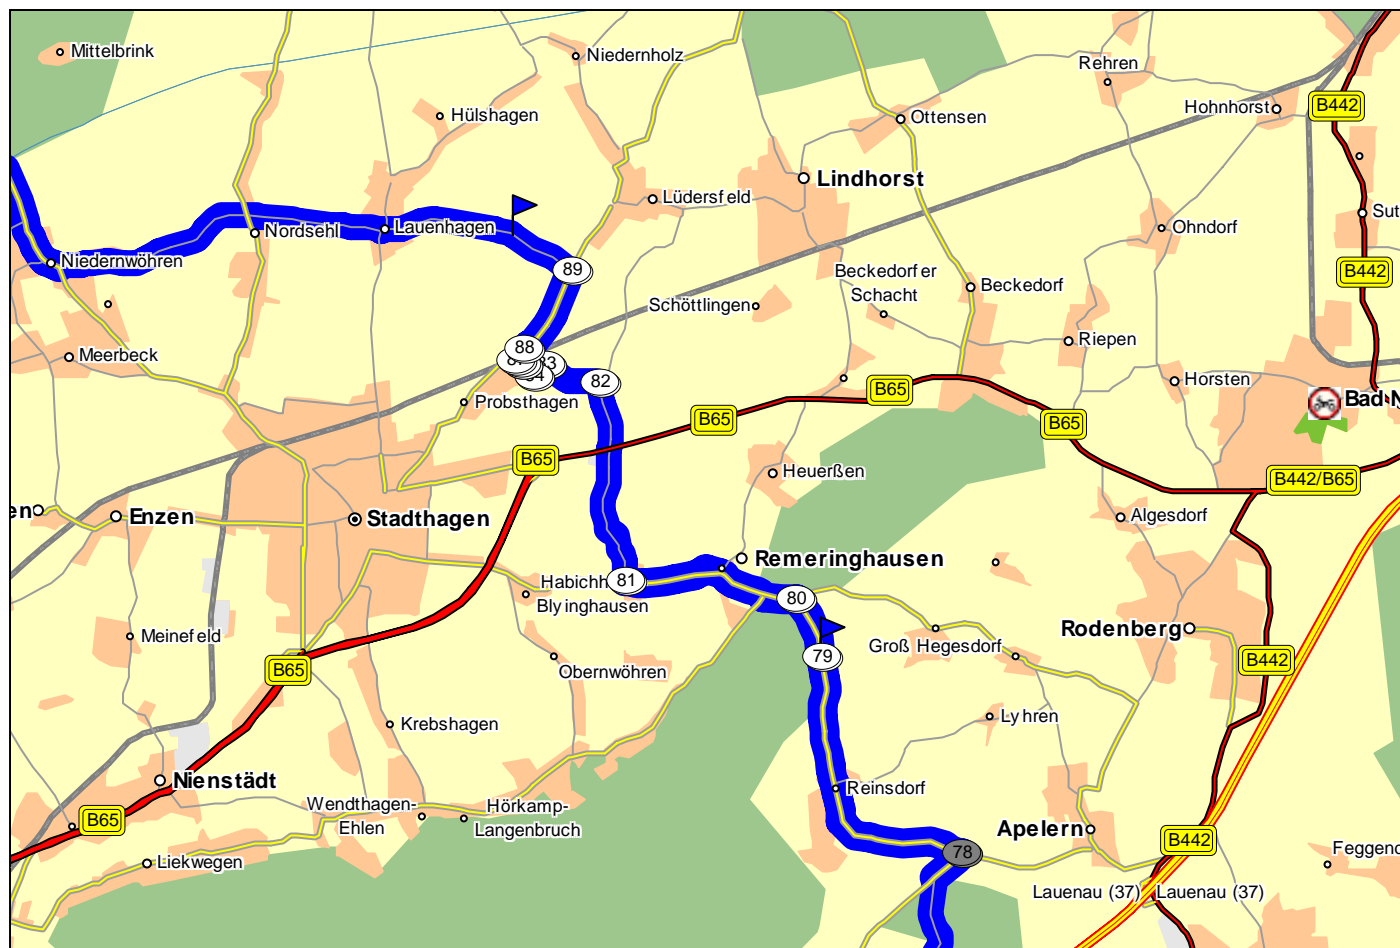 Mittelbrink
Niedernholz
Rehren
Hohnhorst
B442
Hülshagen
Ottensen
Lindhorst
Lüdersfeld
Sut
Nordsehl
Lauenhagen
Ohndorf
Niedernwöhren
89
Beckedorfer
Schacht
B442
Beckedorf
Schöttlingen
Meerbeck
88
Riepen
82
B65
Horsten
Bad N
Probsthagen
B65
B65
B65
Heuerßen
B442/B65
en
Enzen
Stadthagen
Algesdorf
Remeringhausen
Habichh
81
Blyinghausen
80
Meinefeld
Rodenberg
Groß Hegesdorf
79
B65
Obernwöhren
B442
Krebshagen
Lyhren
Nienstädt
Reinsdorf
Wendthagen-
Ehlen
Hörkamp-
Langenbruch
B65
Apelern
B442
78
Feggend
Liekwegen
Lauenau (37)
Lauenau (37)